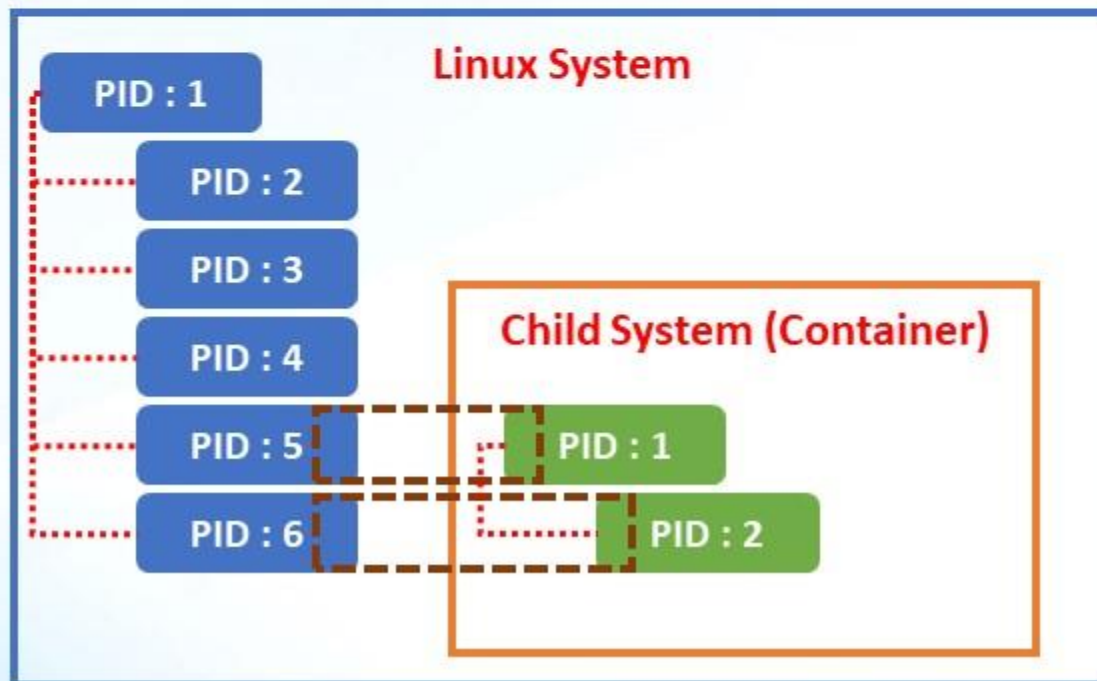 Linux System
PID : 1
PID : 2
PID : 3
PID : 4
PID : 5
PID : 6
Child System (Container)
PID : 1
PID : 2